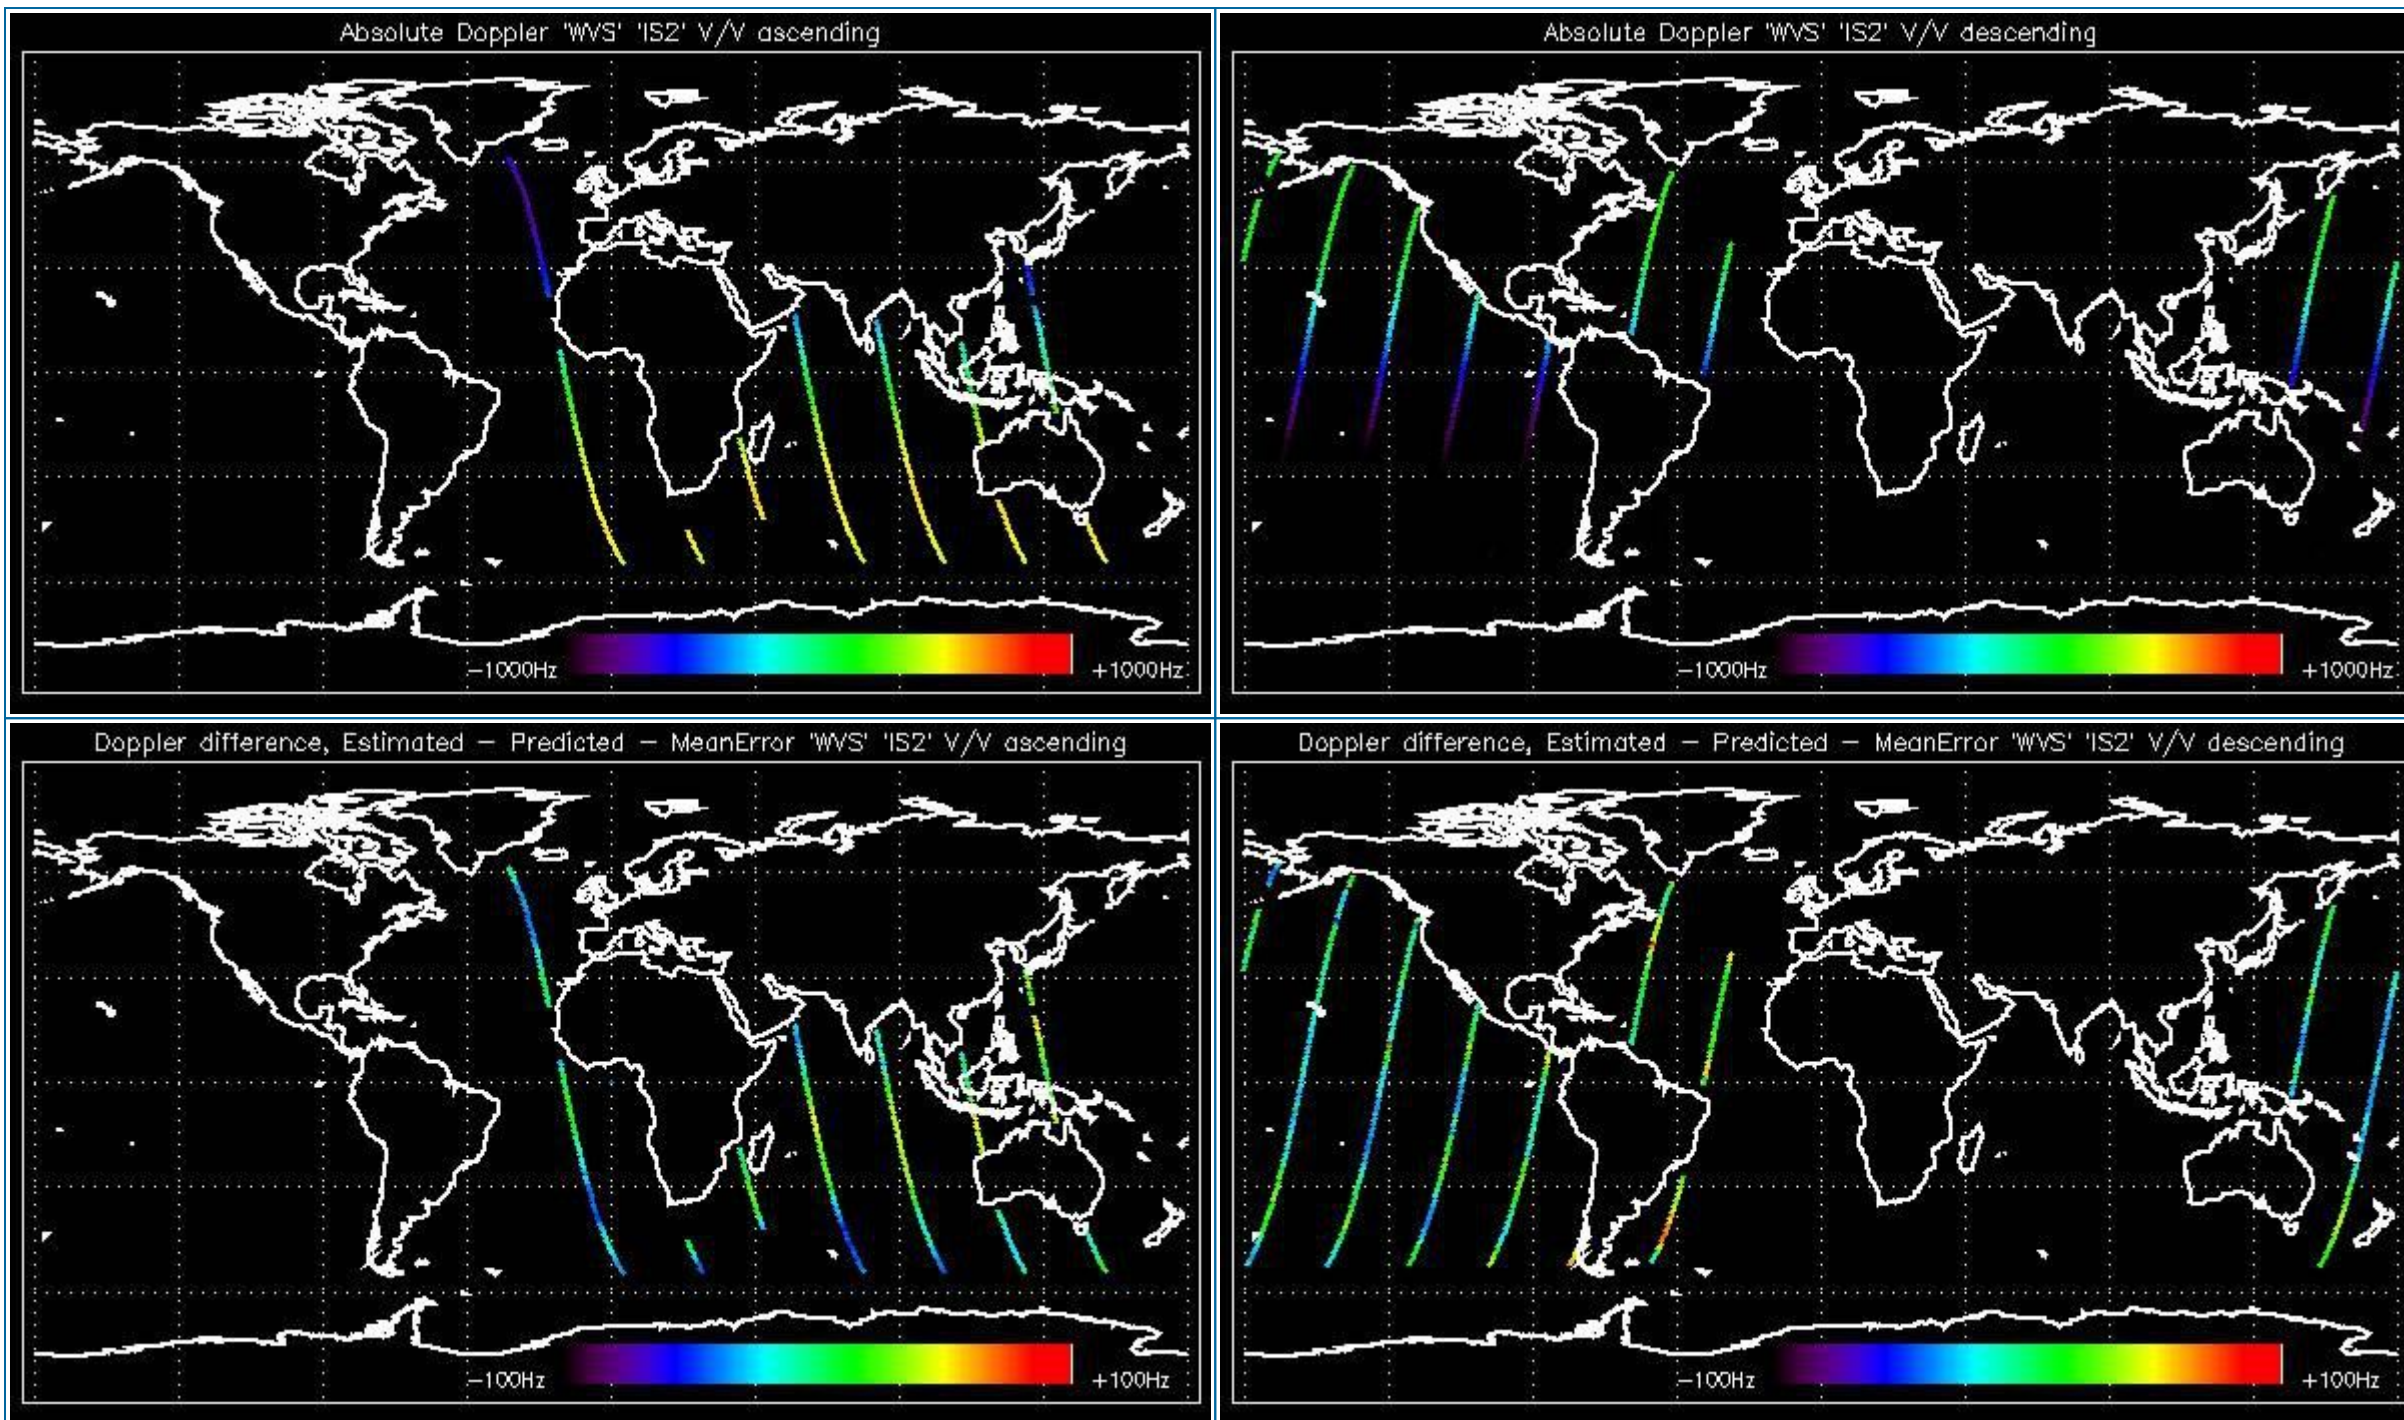 Absolute Doppler 'WVS' 'IS2' V/V ascending
-1000Hz
+1000Hz
Absolute Doppler 'WVS' 'IS2' V/V descending
-1000Hz
+1000Hz
Doppler difference, Estimated - Predicted - MeanError 'WVS' 'IS2' V/V ascending
-100Hz
+100Hz
Doppler difference, Estimated - Predicted - MeanError 'WVS' 'IS2' V/V descending
-100Hz
+100Hz